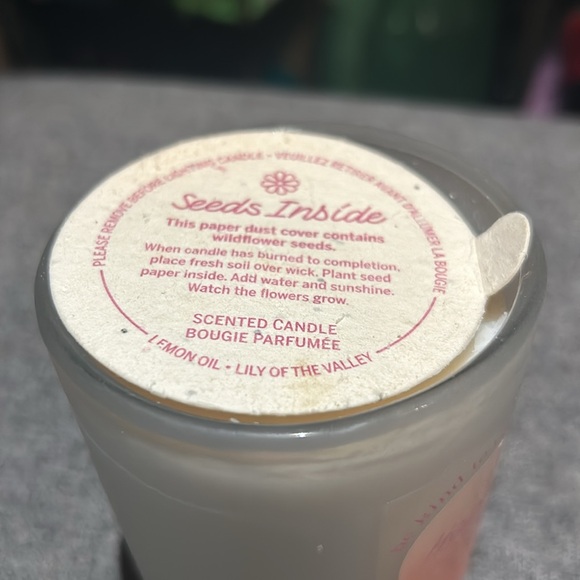 PLEASE REMOVE BEFORE LIGHTING CANDLE • VEUILLEZ RETIRER AVANT D'ALLUMER LA BOUGIE
Seeds Inside
This paper dust cover contains
wildflower seeds.
When candle has burned to completion,
place fresh soil over wick. Plant seed
paper inside. Add water and sunshine.
Watch the flowers grow.
SCENTED CANDLE
BOUGIE PARFUMÉE
LEMON OIL • LILY OF THE VALLEY